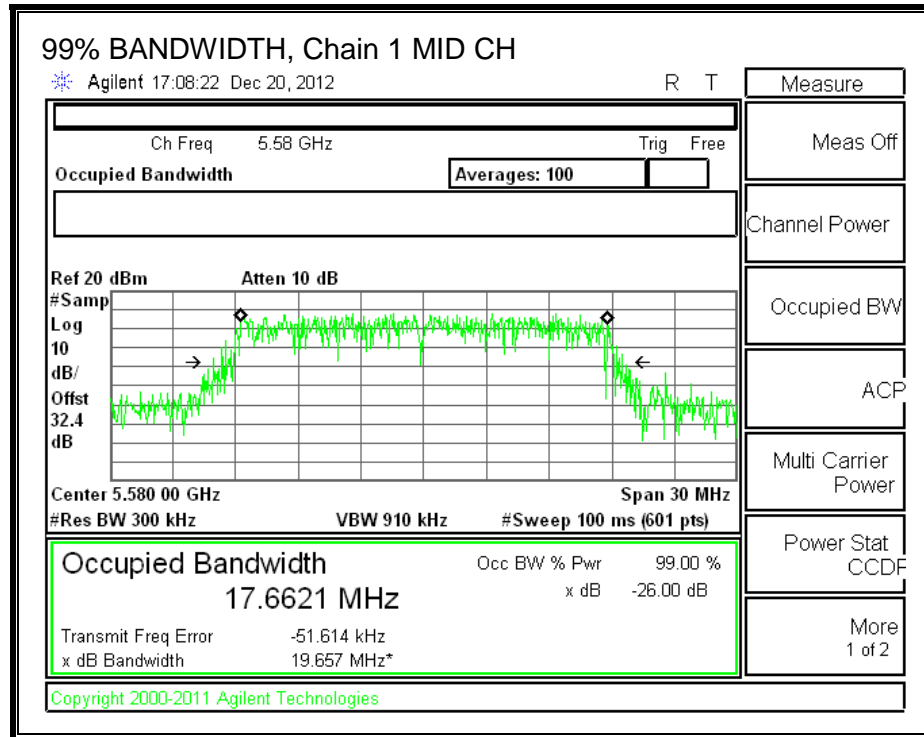 99% BANDWIDTH, Chain 1 MID CH
Agilent 17:08:22 Dec 20, 2012 R T
Ch Freq 5.58 GHz Trig Free
Occupied Bandwidth Averages: 100
Ref 20 dBm Atten 10 dB
#Samp
Log
10
dB/
Offst
32.4
dB
Center 5.580 00 GHz Span 30 MHz
#Res BW 300 kHz VBW 910 kHz #Sweep 100 ms (601 pts)
Occupied Bandwidth Occ BW % Pwr 99.00 %
17.6621 MHz x dB -26.00 dB
Transmit Freq Error -51.614 kHz
x dB Bandwidth 19.657 MHz*
Copyright 2000-2011 Agilent Technologies
Measure
Meas Off
Channel Power
Occupied BW
ACP
Multi Carrier
Power
Power Stat
CCDF
More
1 of 2